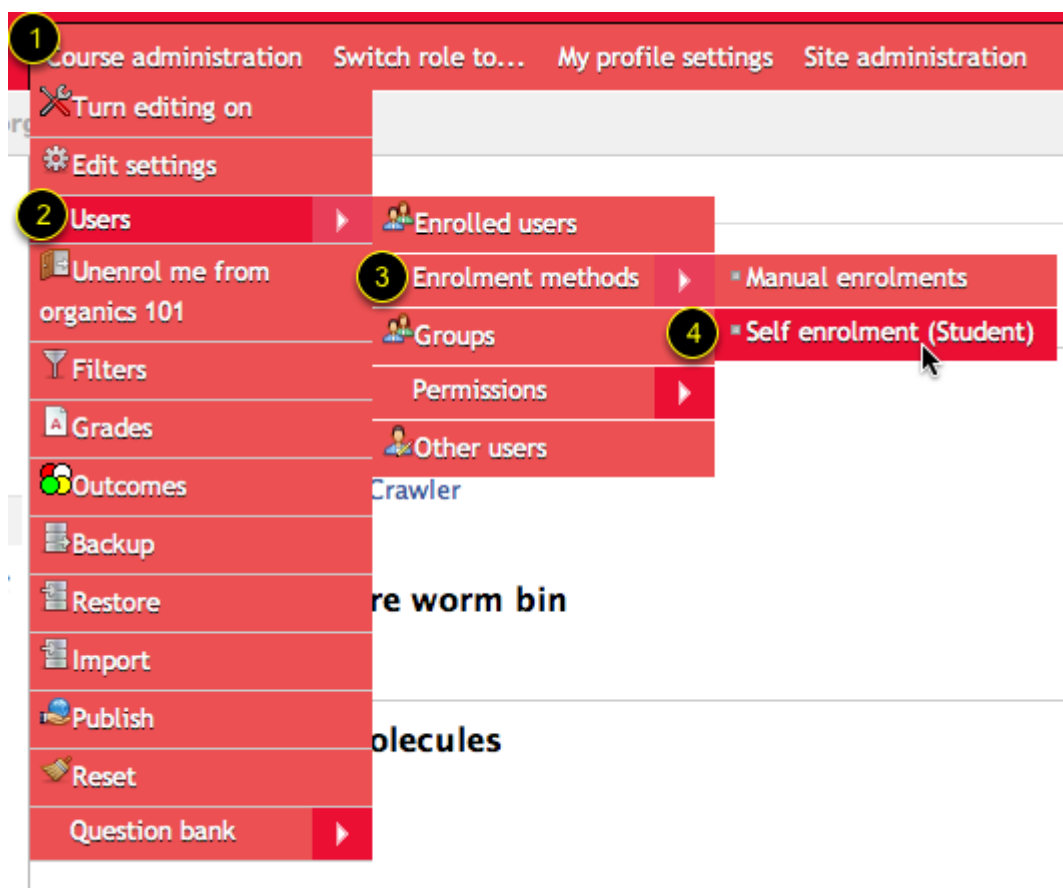 1
Course administration Switch role to... My profile settings Site administration
Turn editing on
Edit settings
2 Users
Unenrol me from
organics 101
Filters
A Grades
Outcomes
Backup
Restore
Import
Publish
Reset
Question bank
Enrolled users
3 Enrolment methods
Groups
Permissions
Other users
Manual enrolments
4 Self enrolment (Student)
org
Crawler
re worm bin
olecules